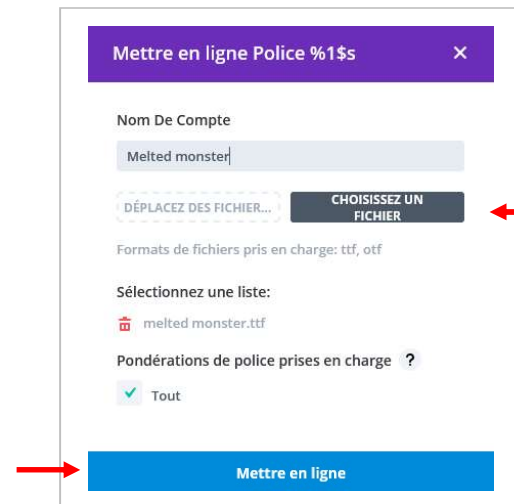 Mettre en ligne Police %1$s ×
Nom De Compte
Melted monster
DÉPLACEZ DES FICHIER...
CHOISISSEZ UN
FICHIER
Formats de fichiers pris en charge: ttf, otf
Sélectionnez une liste:
melted monster.ttf
Pondérations de police prises en charge ?
Tout
Mettre en ligne